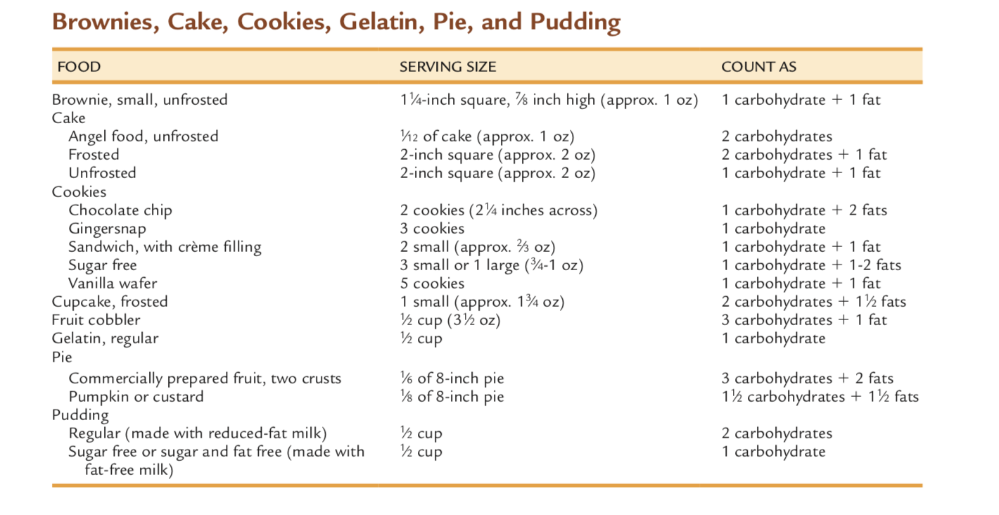 Brownies, Cake, Cookies, Gelatin, Pie, and Pudding
FOOD SERVING SIZE COUNT AS
Brownie, small, unfrosted 1¼-inch square, ⅞ inch high (approx. 1 oz) 1 carbohydrate + 1 fat
Cake
Angel food, unfrosted 1/12 of cake (approx. 1 oz) 2 carbohydrates
Frosted 2-inch square (approx. 2 oz) 2 carbohydrates + 1 fat
Unfrosted 2-inch square (approx. 2 oz) 1 carbohydrate + 1 fat
Cookies
Chocolate chip 2 cookies (2¼ inches across) 1 carbohydrate + 2 fats
Gingersnap 3 cookies 1 carbohydrate
Sandwich, with crème filling 2 small (approx. ⅔ oz) 1 carbohydrate + 1 fat
Sugar free 3 small or 1 large (¾-1 oz) 1 carbohydrate + 1-2 fats
Vanilla wafer 5 cookies 1 carbohydrate + 1 fat
Cupcake, frosted 1 small (approx. 1¾ oz) 2 carbohydrates + 1½ fats
Fruit cobbler ½ cup (3½ oz) 3 carbohydrates + 1 fat
Gelatin, regular ½ cup 1 carbohydrate
Pie
Commercially prepared fruit, two crusts ⅙ of 8-inch pie 3 carbohydrates + 2 fats
Pumpkin or custard ⅛ of 8-inch pie 1½ carbohydrates + 1½ fats
Pudding
Regular (made with reduced-fat milk) ½ cup 2 carbohydrates
Sugar free or sugar and fat free (made with ½ cup 1 carbohydrate
fat-free milk)